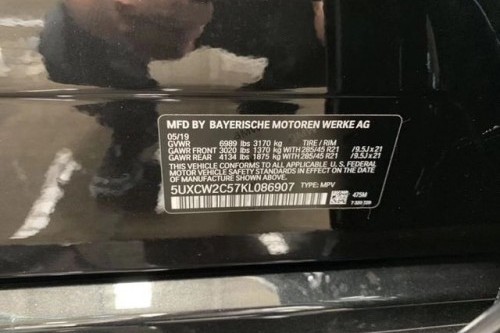 MFD BY BAYERISCHE MOTOREN WERKE AG
05/19
GVWR 6989 lbs 3170 kg TIRE / RIM
GAWR FRONT 3020 lbs 1370 kg WITH 285/45 R21 /9.5J x 21
GAWR REAR 4134 lbs 1875 kg WITH 285/45 R21 /9.5J x 21
THIS VEHICLE CONFORMS TO ALL APPLICABLE U.S. FEDERAL
MOTOR VEHICLE SAFETY STANDARDS IN EFFECT
ON THE DATE OF MANUFACTURE SHOWN ABOVE.
5UXCW2C57KL086907 TYPE: MPV 475M